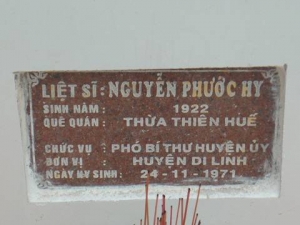 LIỆT SĨ : NGUYỄN PHƯỚC HY
SINH NĂM : 1922
QUÊ QUÁN : THỪA THIÊN HUẾ
CHỨC VỤ : PHÓ BÍ THƯ HUYỆN ỦY
ĐƠN VỊ : HUYỆN DI LINH
NGÀY HY SINH : 24 - 11 - 1971